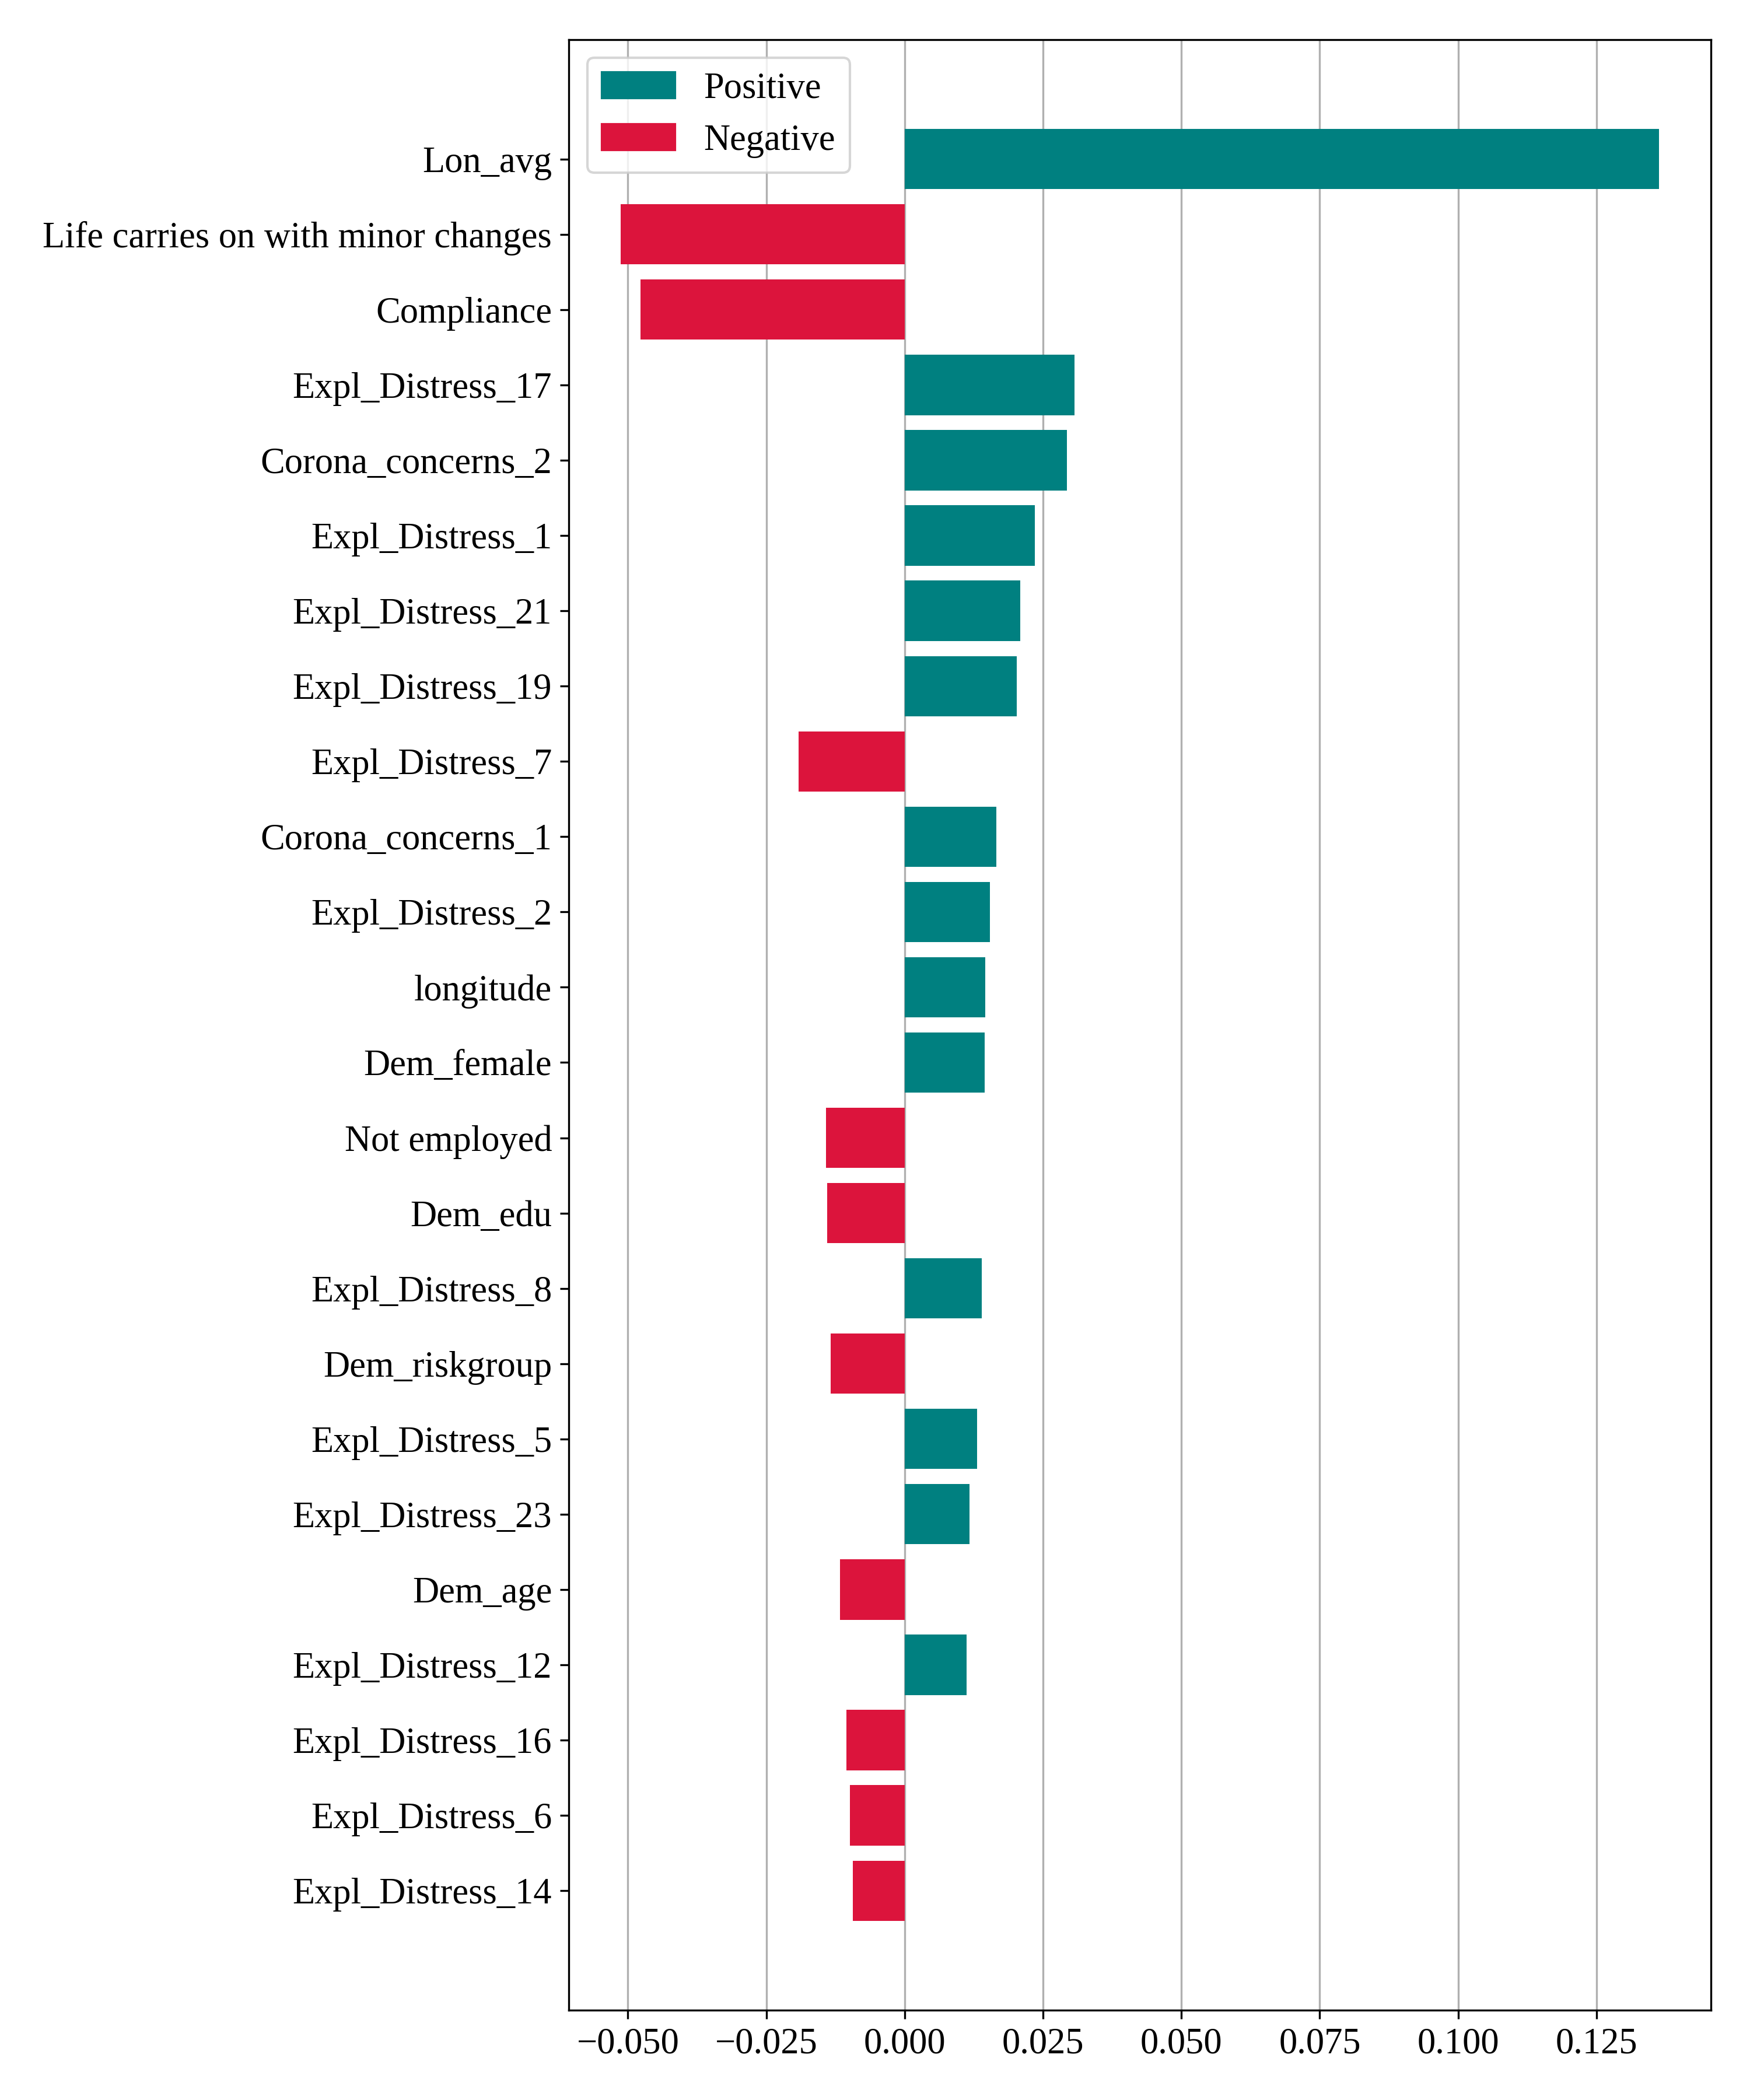 Positive
Negative
Lon_avg
Life carries on with minor changes
Compliance
Expl_Distress_17
Corona_concerns_2
Expl_Distress_1
Expl_Distress_21
Expl_Distress_19
Expl_Distress_7
Corona_concerns_1
Expl_Distress_2
longitude
Dem_female
Not employed
Dem_edu
Expl_Distress_8
Dem_riskgroup
Expl_Distress_5
Expl_Distress_23
Dem_age
Expl_Distress_12
Expl_Distress_16
Expl_Distress_6
Expl_Distress_14
−0.050 −0.025 0.000 0.025 0.050 0.075 0.100 0.125